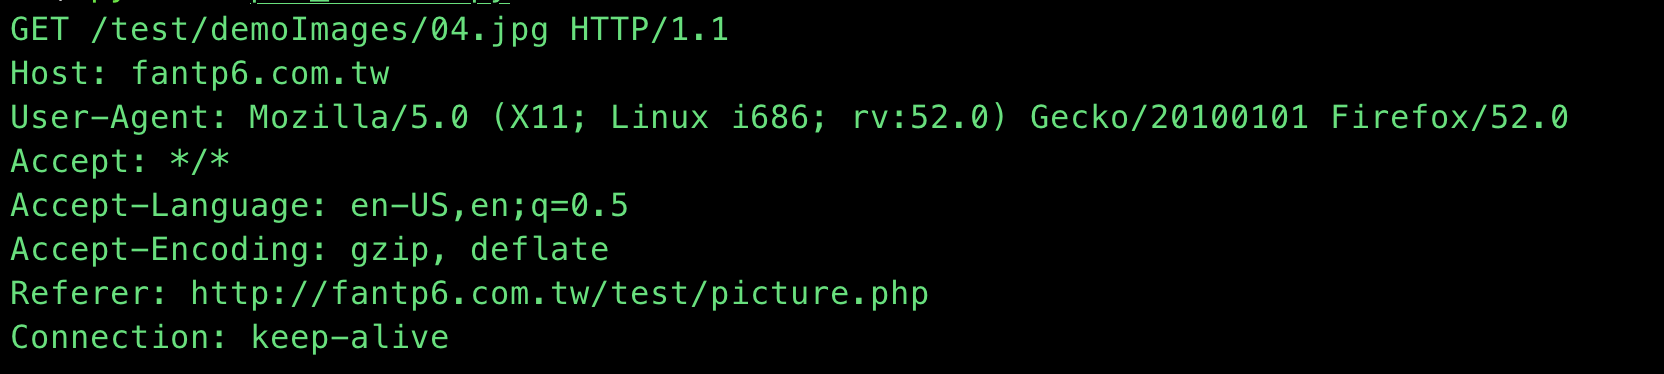 GET /test/demoImages/04.jpg HTTP/1.1
Host: fantp6.com.tw
User-Agent: Mozilla/5.0 (X11; Linux i686; rv:52.0) Gecko/20100101 Firefox/52.0
Accept: */*
Accept-Language: en-US,en;q=0.5
Accept-Encoding: gzip, deflate
Referer: http://fantp6.com.tw/test/picture.php
Connection: keep-alive